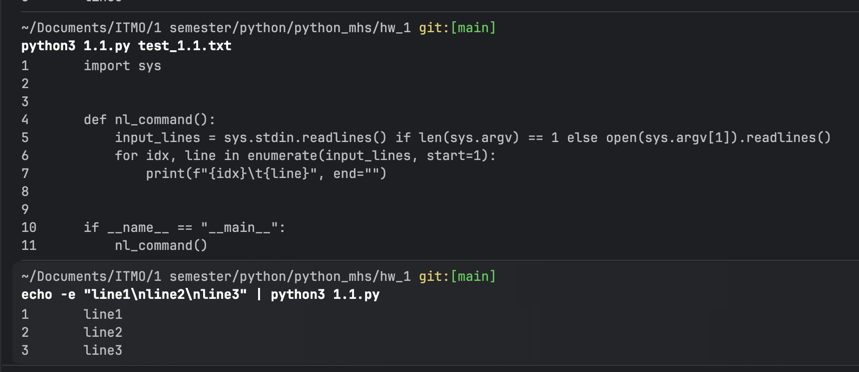 ~/Documents/ITMO/1 semester/python/python_mhs/hw_1 git:[main]
python3 1.1.py test_1.1.txt
1       import sys
2
3
4       def nl_command():
5           input_lines = sys.stdin.readlines() if len(sys.argv) == 1 else open(sys.argv[1]).readlines()
6           for idx, line in enumerate(input_lines, start=1):
7               print(f"{idx}\t{line}", end="")
8
9
10      if __name__ == "__main__":
11          nl_command()
~/Documents/ITMO/1 semester/python/python_mhs/hw_1 git:[main]
echo -e "line1\nline2\nline3" | python3 1.1.py
1       line1
2       line2
3       line3